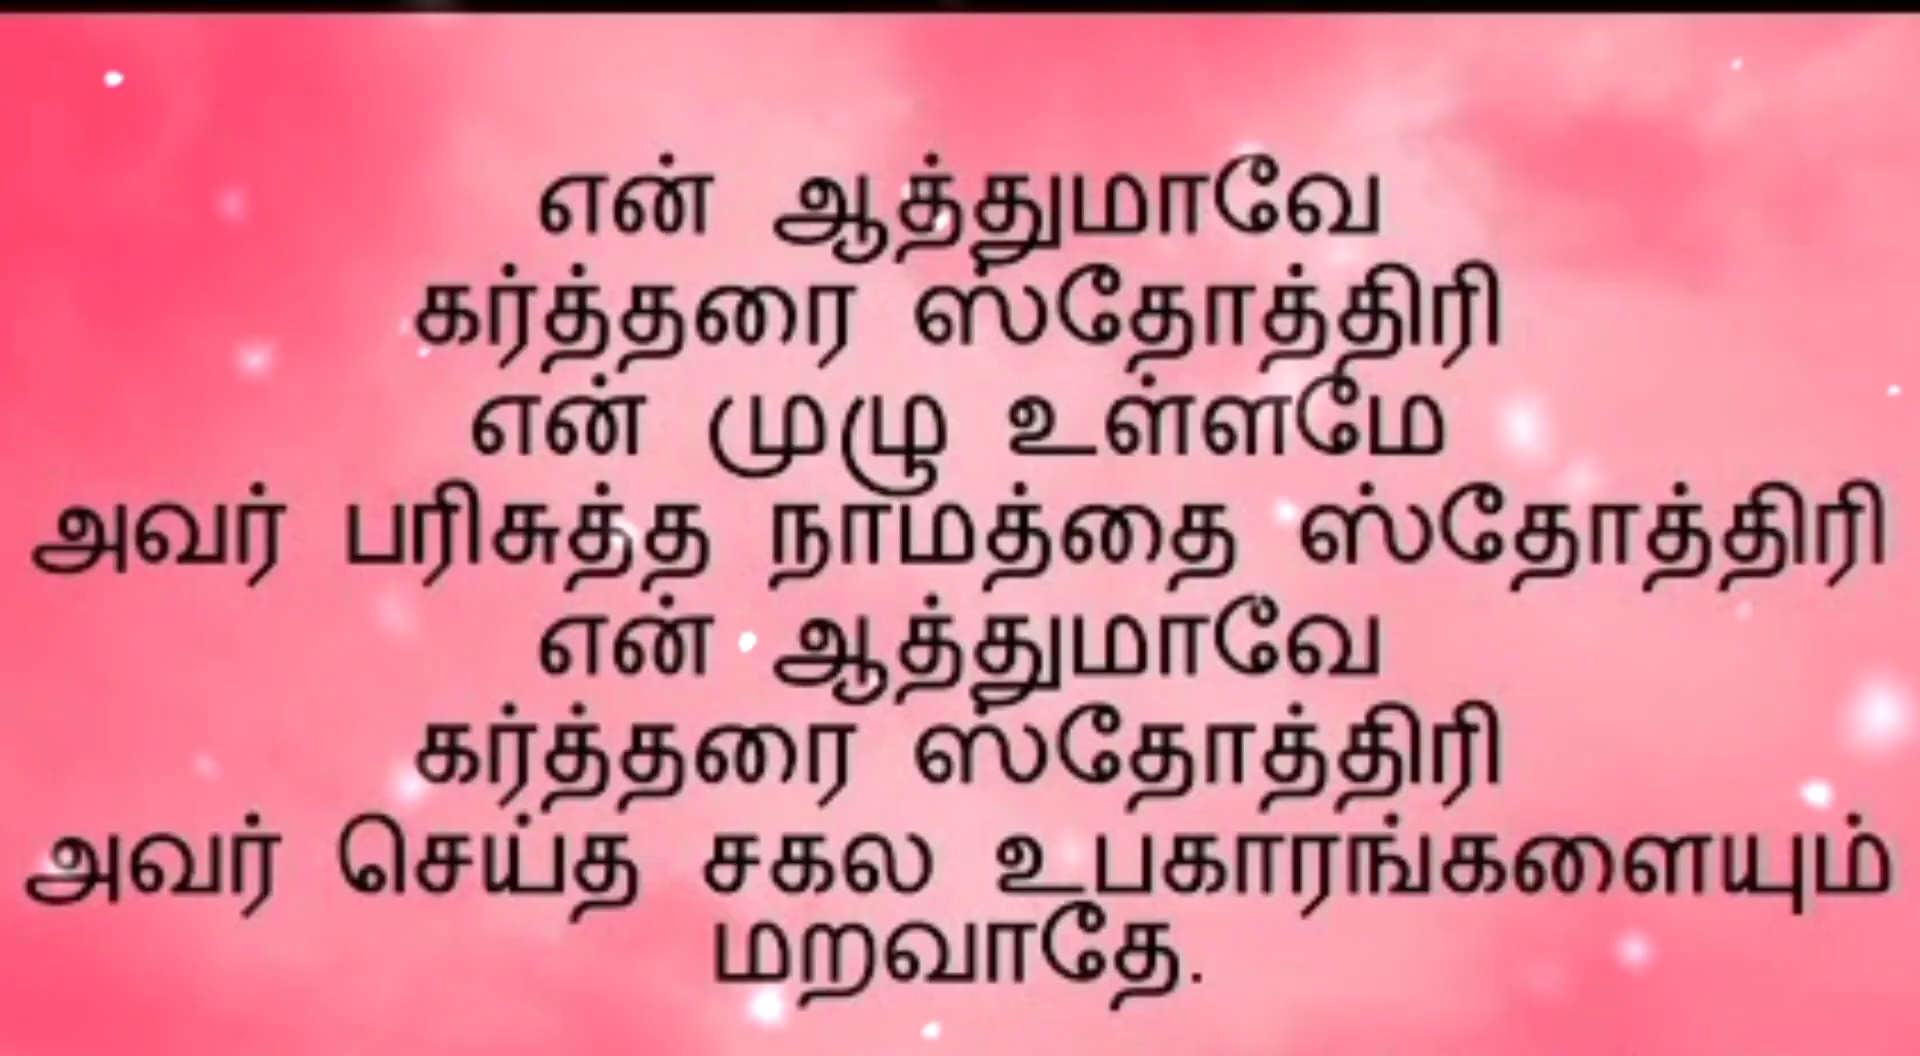 என் ஆத்துமாவே
கர்த்தரை ஸ்தோத்திரி
என் முழு உள்ளமே
அவர் பரிசுத்த நாமத்தை ஸ்தோத்திரி
என் ஆத்துமாவே
கர்த்தரை ஸ்தோத்திரி
அவர் செய்த சகல உபகாரங்களையும்
மறவாதே.